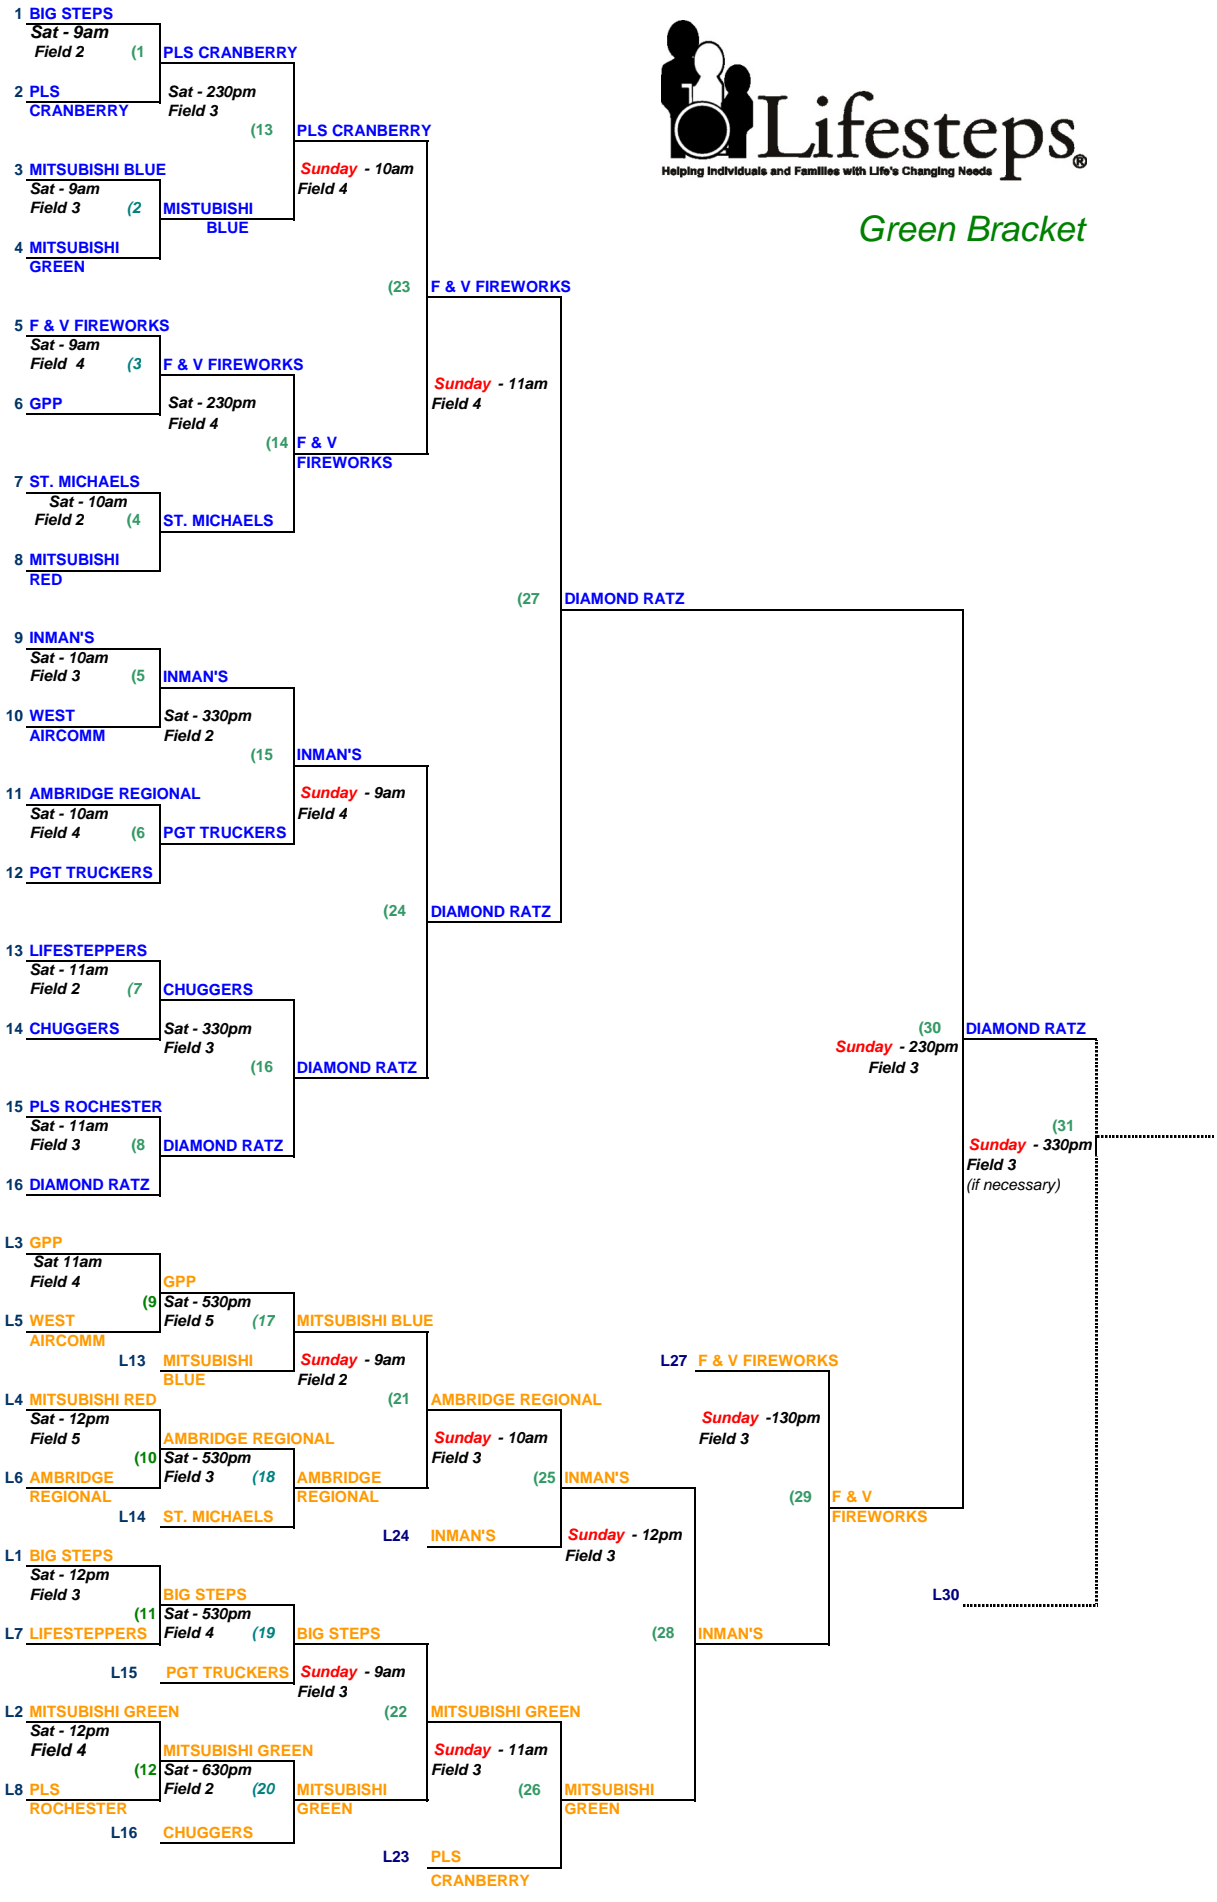 1 BIG STEPS
Sat - 9am
Field 2 (1 PLS CRANBERRY
2 PLS
CRANBERRY
Sat - 230pm
Field 3
(13 PLS CRANBERRY
Lifesteps®
Helping Individuals and Families with Life's Changing Needs
Green Bracket
3 MITSUBISHI BLUE
Sat - 9am
Field 3 (2 MISTUBISHI
BLUE
Sunday - 10am
Field 4
4 MITSUBISHI
GREEN
(23 F & V FIREWORKS
5 F & V FIREWORKS
Sat - 9am
Field 4 (3 F & V FIREWORKS
Sunday - 11am
Field 4
6 GPP
Sat - 230pm
Field 4
(14 F & V
FIREWORKS
7 ST. MICHAELS
Sat - 10am
Field 2 (4 ST. MICHAELS
8 MITSUBISHI
RED
(27 DIAMOND RATZ
9 INMAN'S
Sat - 10am
Field 3 (5 INMAN'S
10 WEST
AIRCOMM
Sat - 330pm
Field 2
(15 INMAN'S
11 AMBRIDGE REGIONAL
Sat - 10am
Field 4 (6 PGT TRUCKERS
Sunday - 9am
Field 4
12 PGT TRUCKERS
(24 DIAMOND RATZ
13 LIFESTEPPERS
Sat - 11am
Field 2 (7 CHUGGERS
14 CHUGGERS
Sat - 330pm
Field 3
(16 DIAMOND RATZ
(30 DIAMOND RATZ
Sunday - 230pm
Field 3
15 PLS ROCHESTER
Sat - 11am
Field 3 (8 DIAMOND RATZ
16 DIAMOND RATZ
(31
Sunday - 330pm
Field 3
(if necessary)
L3 GPP
Sat 11am
Field 4 GPP
(9 Sat - 530pm
Field 5 (17 MITSUBISHI BLUE
L5 WEST
AIRCOMM
L13 MITSUBISHI
BLUE
Sunday - 9am
Field 2
L27 F & V FIREWORKS
L4 MITSUBISHI RED
Sat - 12pm
Field 5
(21 AMBRIDGE REGIONAL
Sunday -130pm
Field 3
AMBRIDGE REGIONAL
(10 Sat - 530pm
Field 3 (18 AMBRIDGE
REGIONAL
Sunday - 10am
Field 3
L6 AMBRIDGE
REGIONAL
(25 INMAN'S
(29 F & V
FIREWORKS
L14 ST. MICHAELS
L24 INMAN'S
Sunday - 12pm
Field 3
L1 BIG STEPS
Sat - 12pm
Field 3 BIG STEPS
L30
(11 Sat - 530pm
Field 4 (19 BIG STEPS
L7 LIFESTEPPERS
(28 INMAN'S
L15 PGT TRUCKERS
Sunday - 9am
Field 3
L2 MITSUBISHI GREEN
Sat - 12pm
Field 4
(22 MITSUBISHI GREEN
MITSUBISHI GREEN
(12 Sat - 630pm
Field 2 (20 MITSUBISHI
GREEN
Sunday - 11am
Field 3
L8 PLS
ROCHESTER
(26 MITSUBISHI
GREEN
L16 CHUGGERS
L23 PLS
CRANBERRY